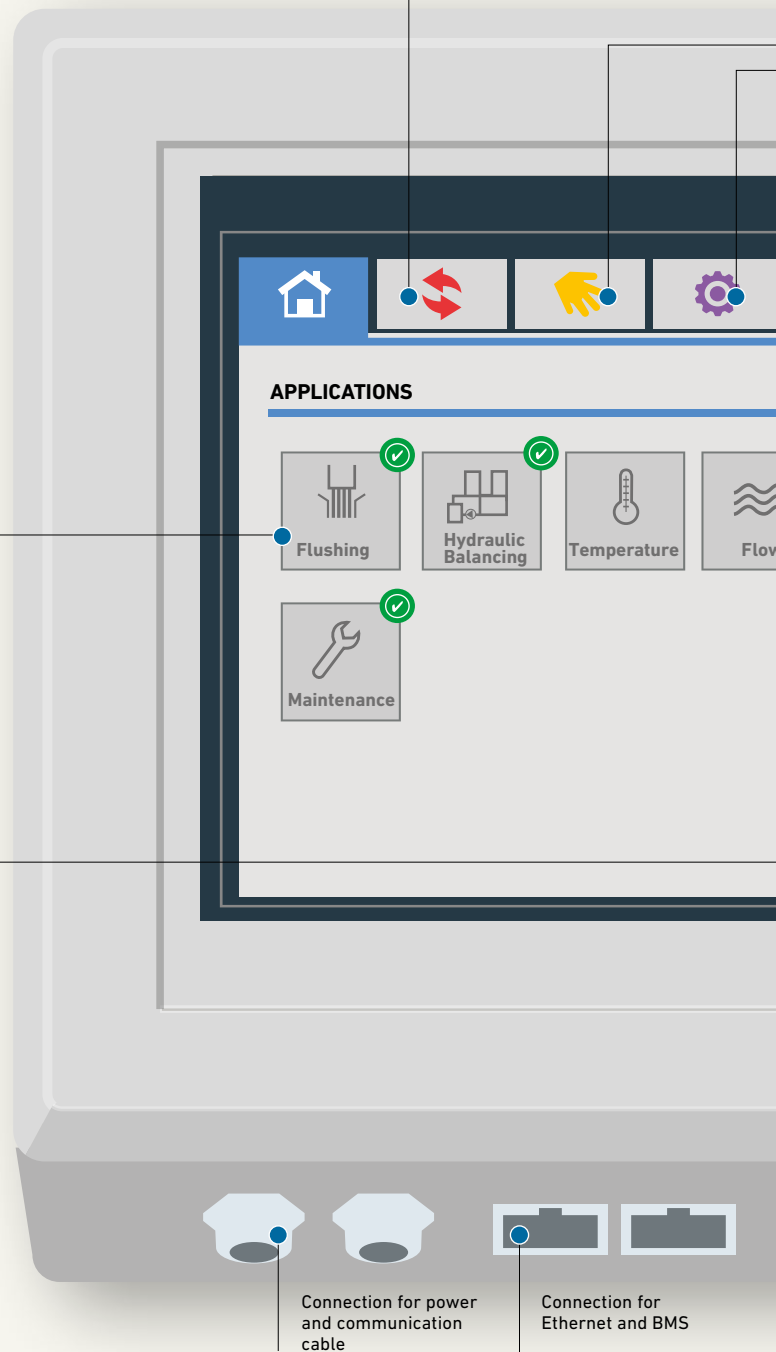 APPLICATIONS
Flushing
Hydraulic
Balancing
Temperature
Flow
Maintenance
Connection for power
and communication
cable
Connection for
Ethernet and BMS